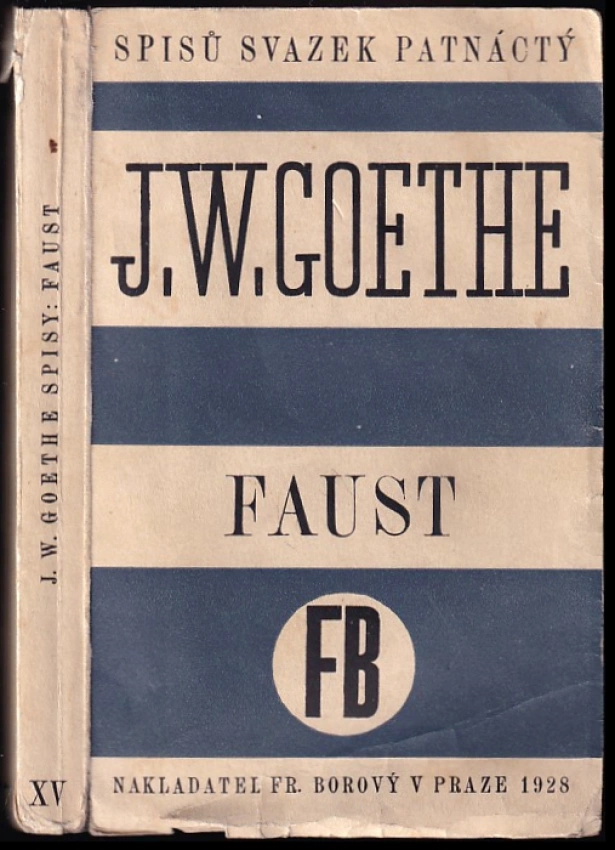 SPISŮ SVAZEK PATNÁCTÝ
J.W.GOETHE
FAUST
FB
NAKLADATEL FR. BOROVÝ V PRAZE 1928
J. W. GOETHE SPISY: FAUST
XV